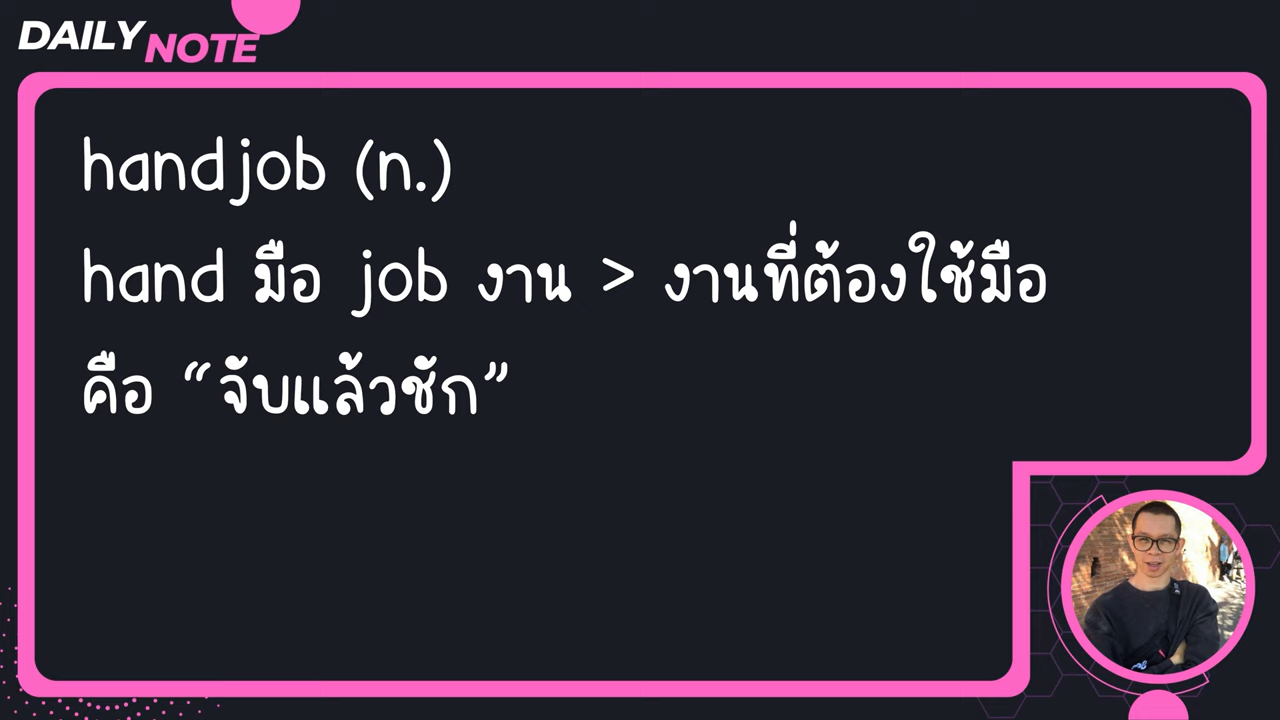 DAILY NOTE
handjob (n.)
hand มือ job งาน > งานที่ต้องใช้มือ
คือ “จับแล้วชัก”